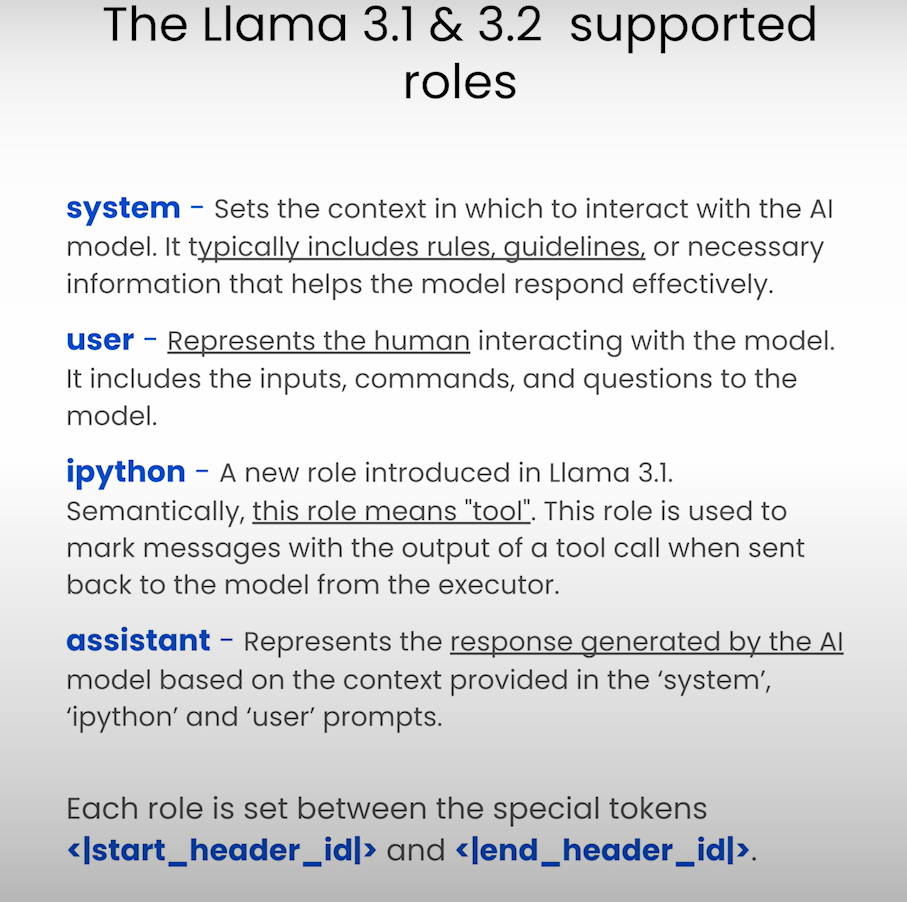 The Llama 3.1 & 3.2 supported
roles
system - Sets the context in which to interact with the AI
model. It typically includes rules, guidelines, or necessary
information that helps the model respond effectively.
user - Represents the human interacting with the model.
It includes the inputs, commands, and questions to the
model.
ipython - A new role introduced in Llama 3.1.
Semantically, this role means "tool". This role is used to
mark messages with the output of a tool call when sent
back to the model from the executor.
assistant - Represents the response generated by the AI
model based on the context provided in the ‘system’,
‘ipython’ and ‘user’ prompts.
Each role is set between the special tokens
<|start_header_id|> and <|end_header_id|>.